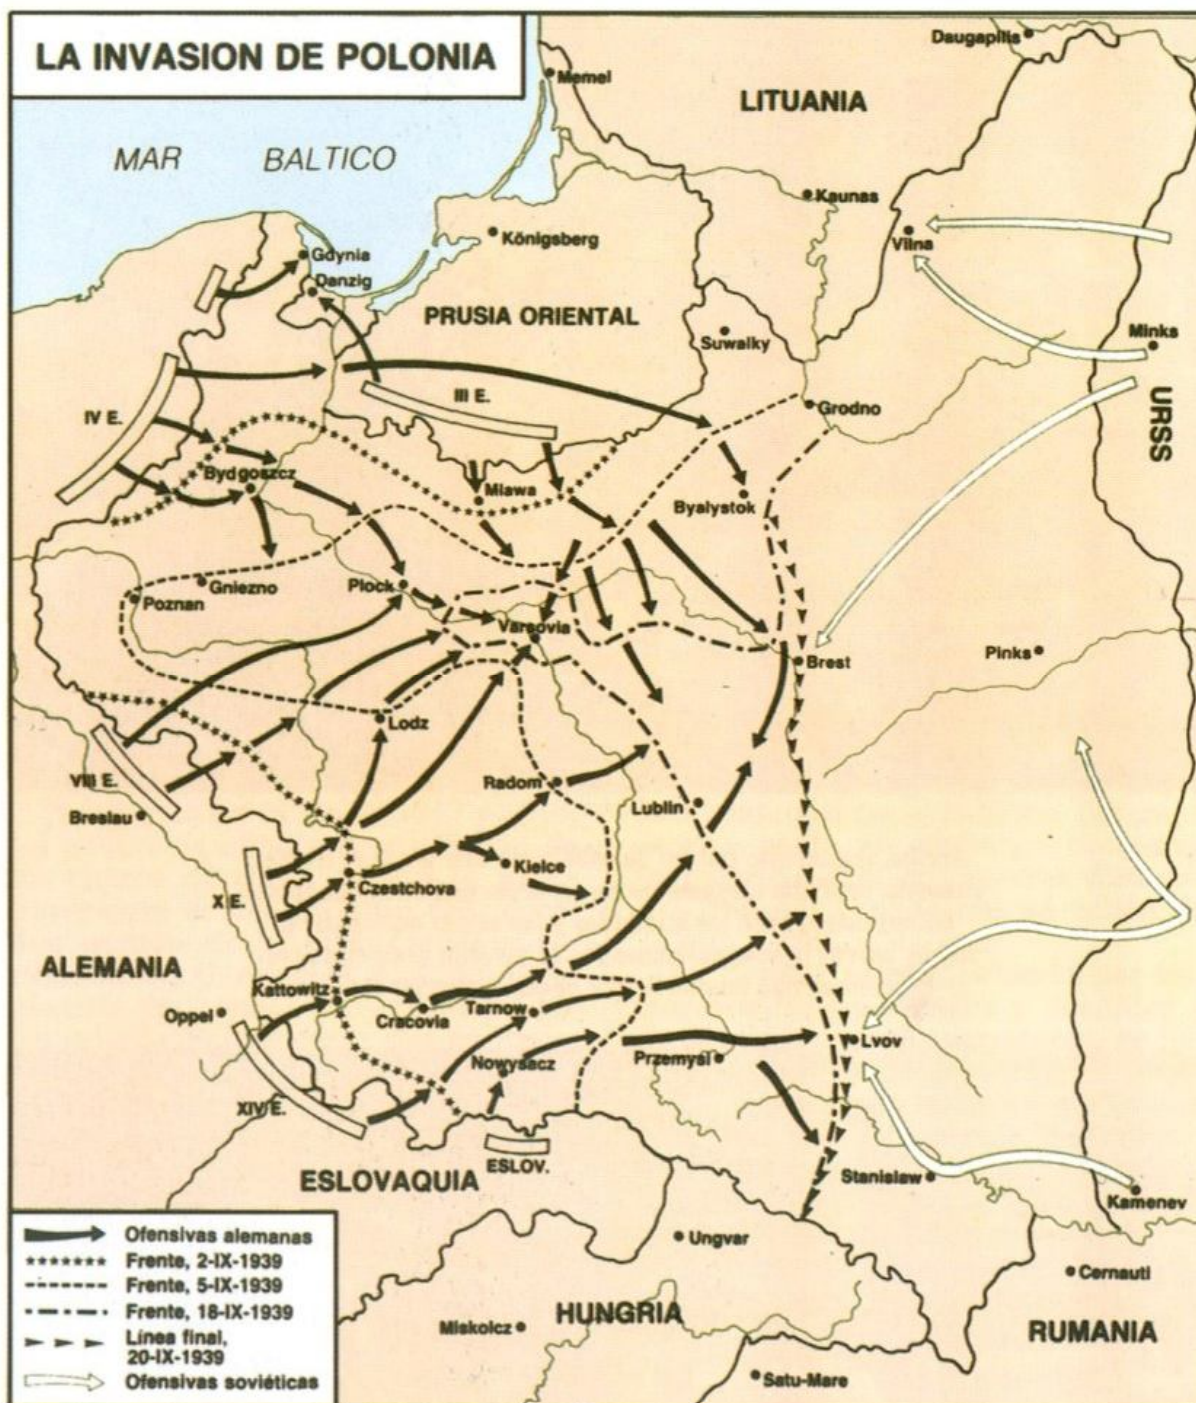 LA INVASION DE POLONIA
Daugapilis
Memel
LITUANIA
MAR BALTICO
Kaunas
Vilna
Königsberg
Gdynia
Danzig
PRUSIA ORIENTAL
Suwalky
Minks
URSS
III E.
IV E.
Grodno
Bydgoszcz
Mlawa
Byalystok
Gniezno
Plock
Poznan
Varsovia
Brest
Pinks
Lodz
VIII E.
Radom
Lublin
Breslau
Kielce
Czestchova
X E.
ALEMANIA
Kattowitz
Oppel
Cracovia
Tarnow
Lvov
Nowysacz
Przemysl
XIV E.
ESLOV.
ESLOVAQUIA
Stanislaw
Kamenev
Ungvar
Cernauti
HUNGRIA
Miskolcz
RUMANIA
Satu-Mare
Ofensivas alemanas
Frente, 2-IX-1939
Frente, 5-IX-1939
Frente, 18-IX-1939
Línea final,
20-IX-1939
Ofensivas soviéticas